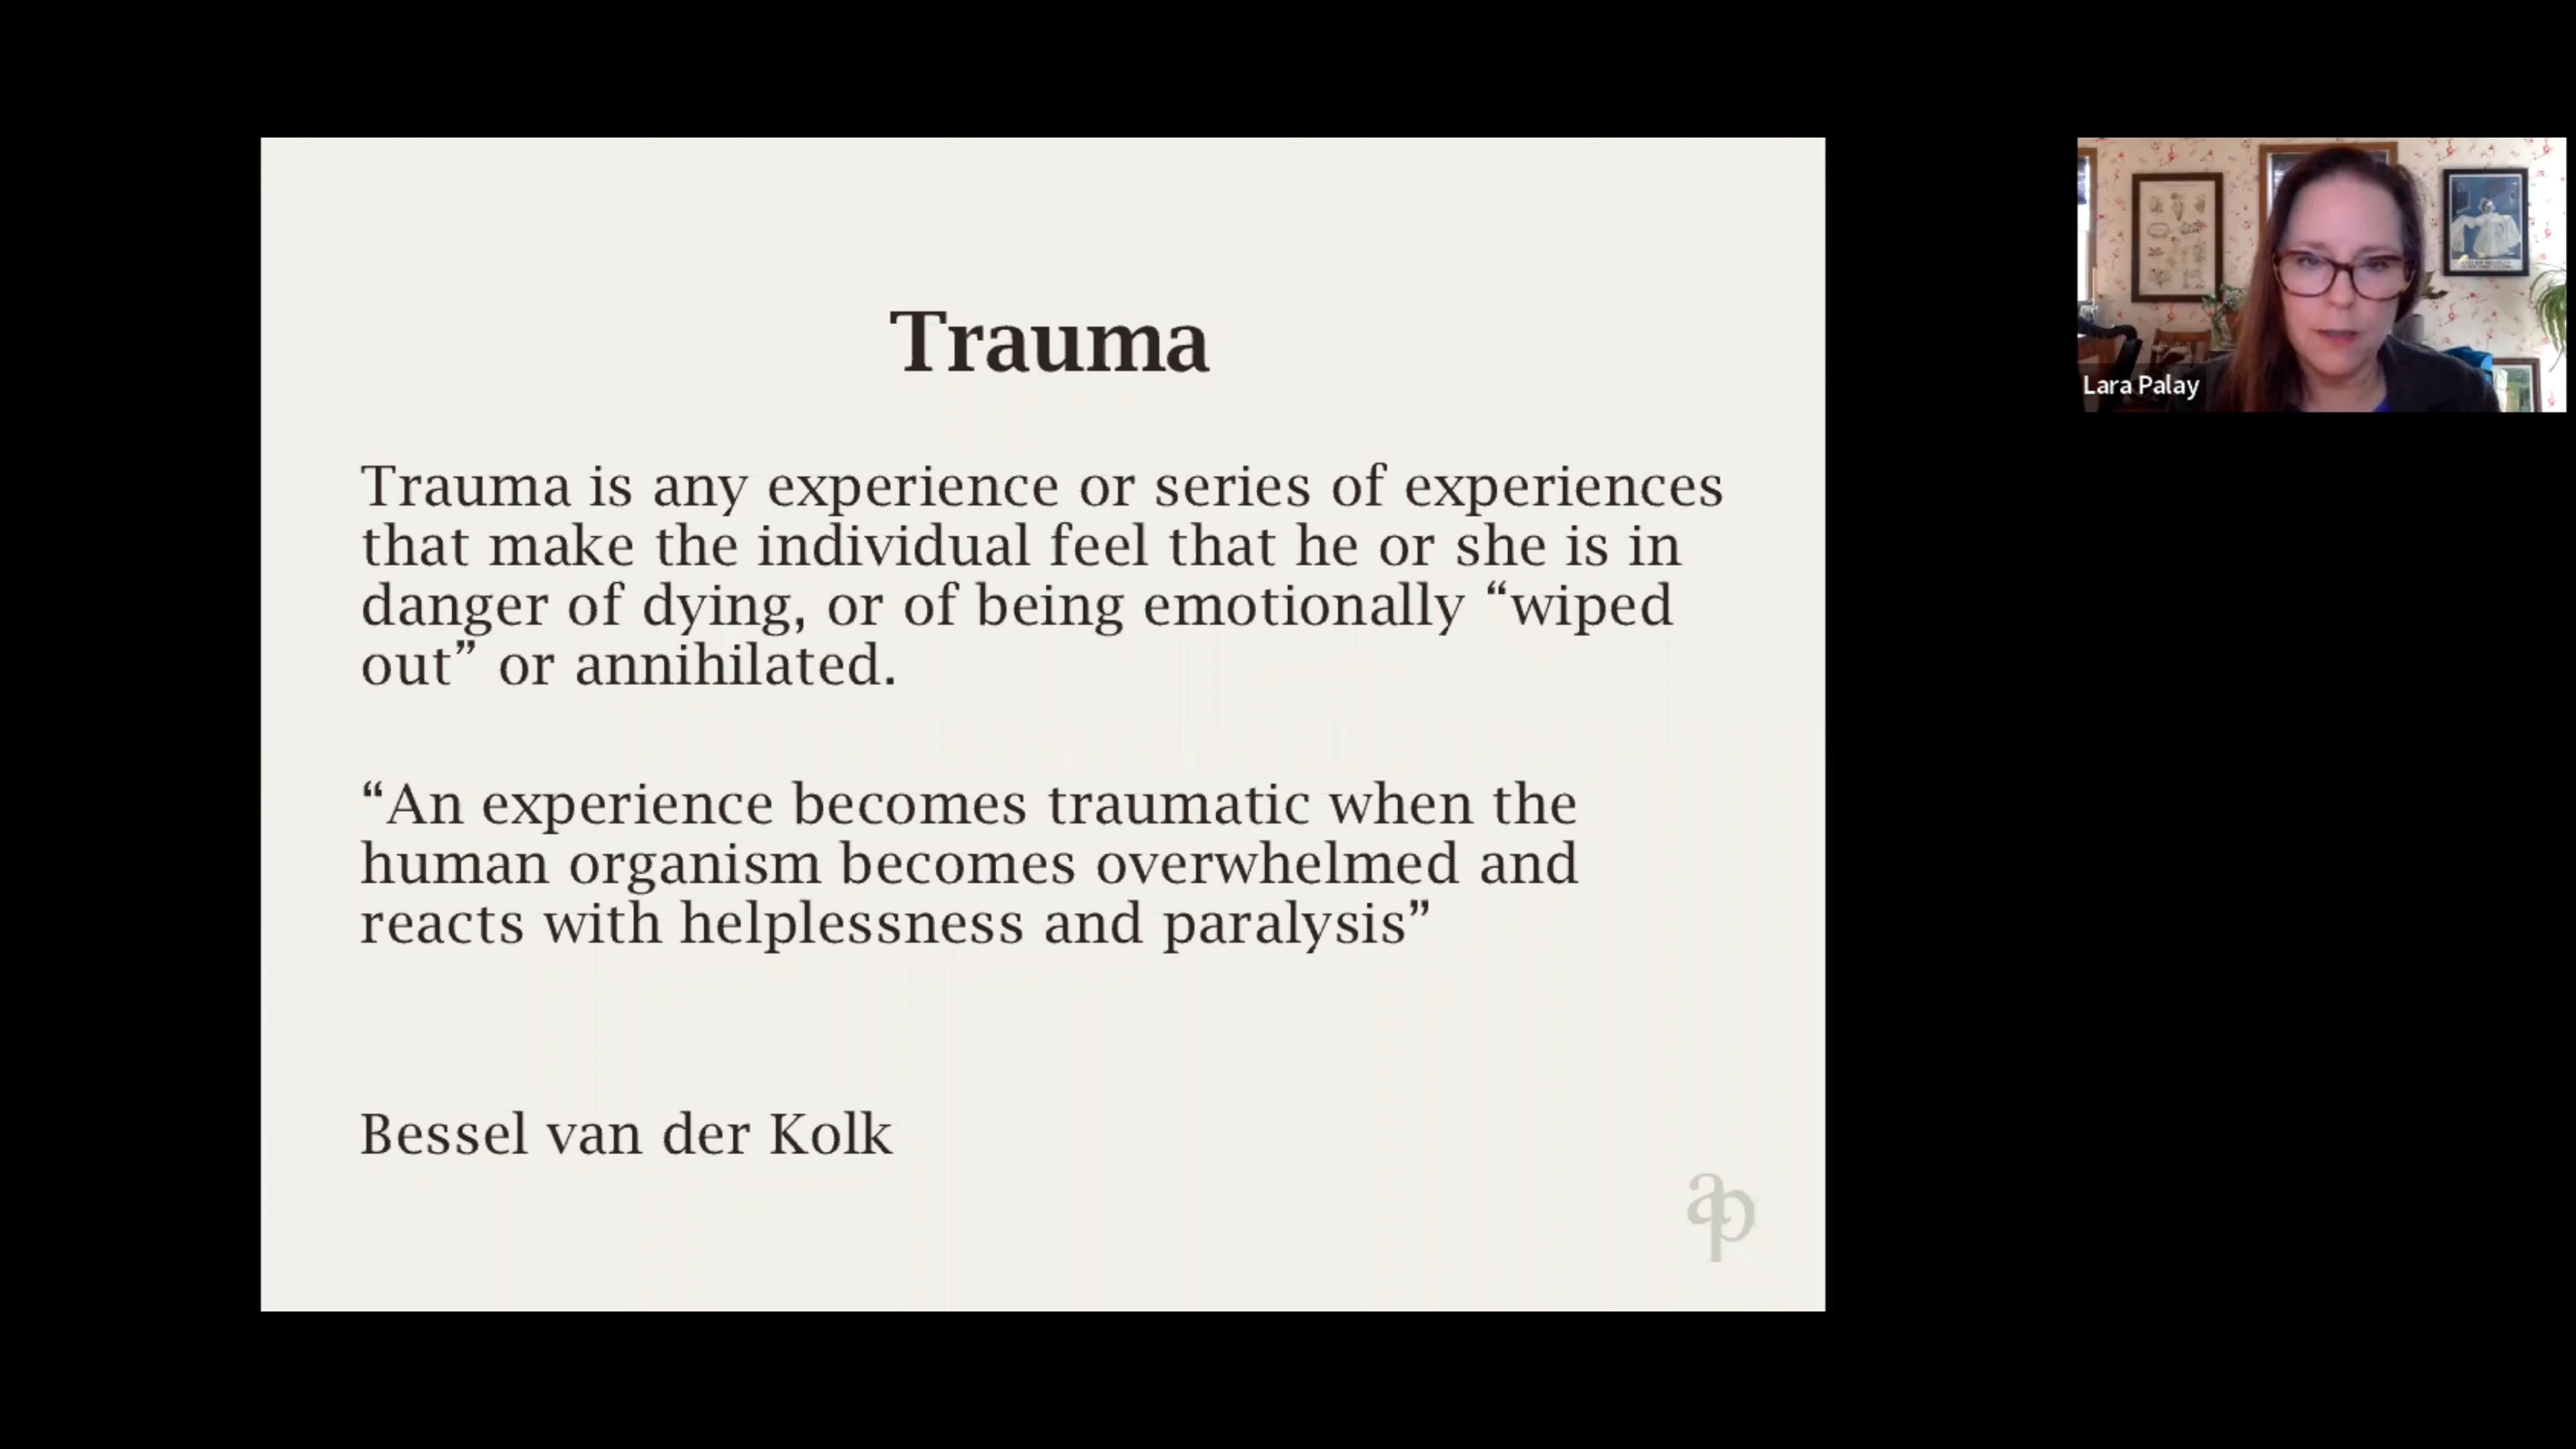 Trauma
Trauma is any experience or series of experiences
that make the individual feel that he or she is in
danger of dying, or of being emotionally “wiped
out” or annihilated.
“An experience becomes traumatic when the
human organism becomes overwhelmed and
reacts with helplessness and paralysis”
Bessel van der Kolk
ap
Lara Palay